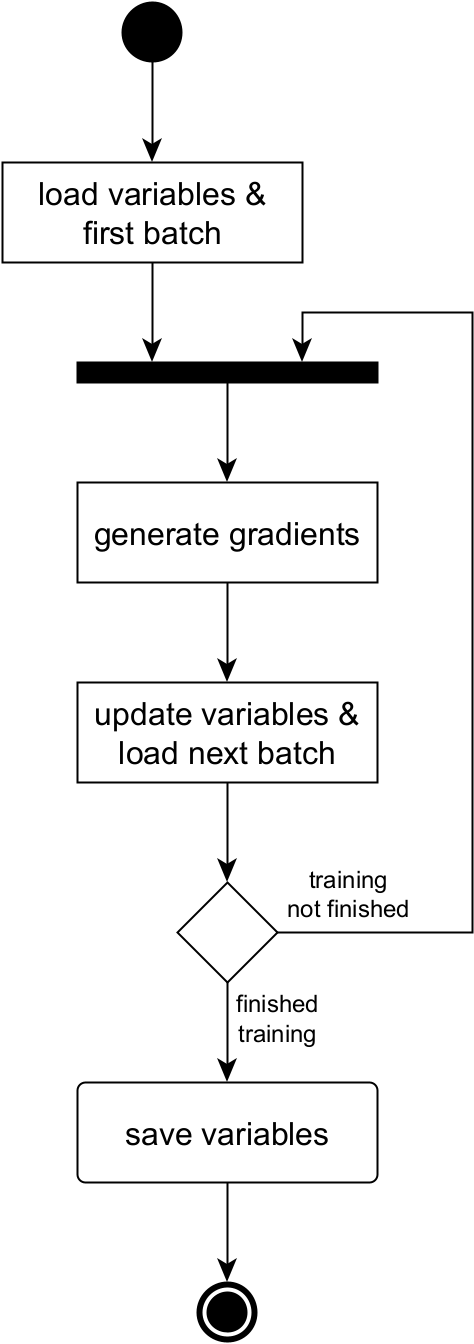 load variables &
first batch
generate gradients
update variables &
load next batch
training
not finished
finished
training
save variables